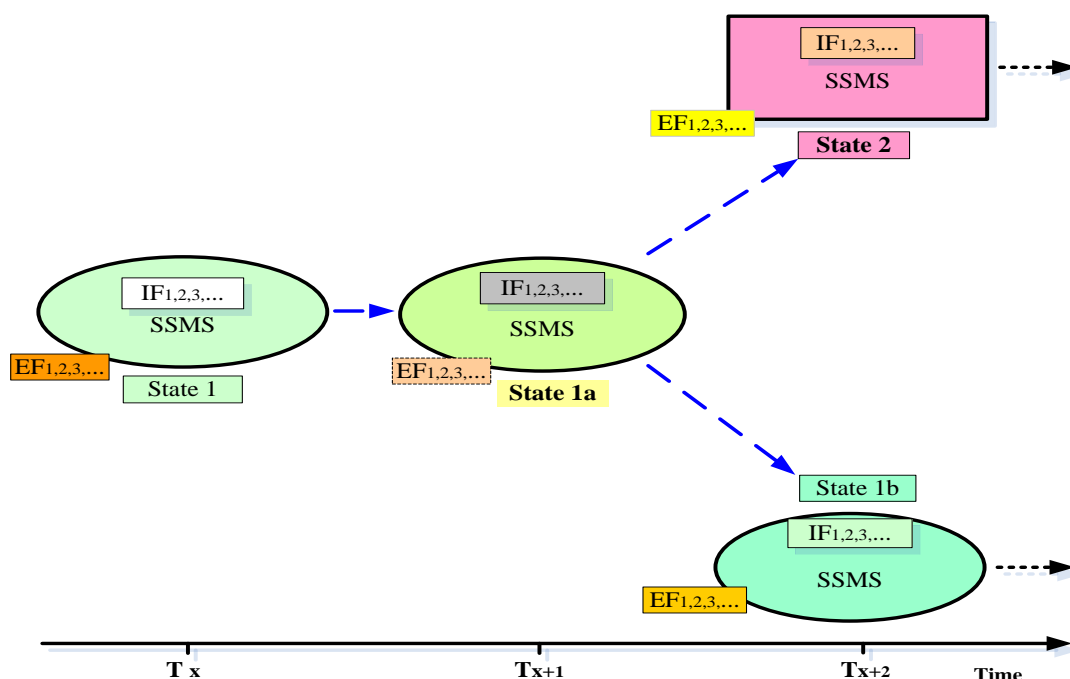 IF1,2,3,...
SSMS
EF1,2,3,...
State 2
IF1,2,3,...
SSMS
EF1,2,3,...
State 1
IF1,2,3,...
SSMS
EF1,2,3,...
State 1a
State 1b
IF1,2,3,...
SSMS
EF1,2,3,...
T x
Tx+1
Tx+2
Time